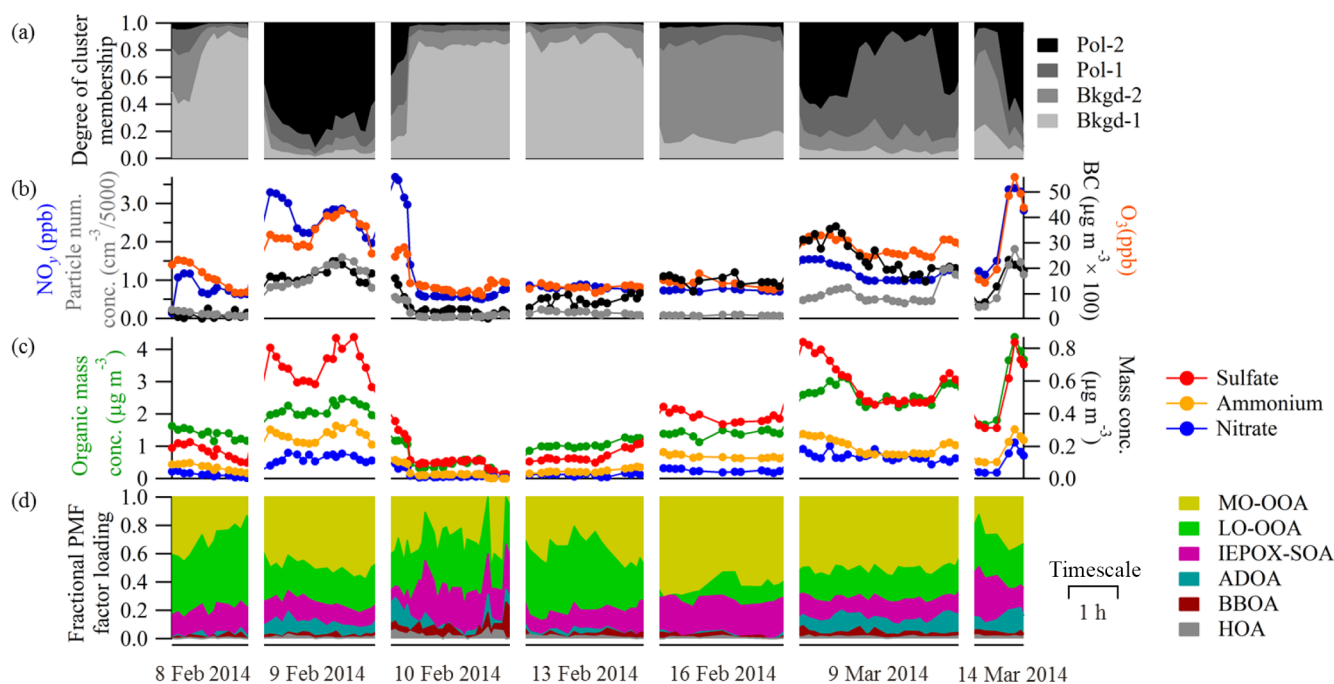 (a)
Degree of cluster
membership
1.0
0.8
0.6
0.4
0.2
0.0
Pol-2
Pol-1
Bkgd-2
Bkgd-1
(b)
NOy (ppb)
Particle num.
conc. (cm⁻³/5000)
3.0
2.0
1.0
0.0
50
40
30
20
10
0
BC (µg m⁻³ × 100)
O₃(ppb)
(c)
Organic mass
conc. (µg m⁻³)
4
3
2
1
0
0.8
0.6
0.4
0.2
0.0
Mass conc.
(µg m⁻³)
Sulfate
Ammonium
Nitrate
(d)
Fractional PMF
factor loading
1.0
0.8
0.6
0.4
0.2
0.0
MO-OOA
LO-OOA
IEPOX-SOA
ADOA
BBOA
HOA
Timescale
1 h
8 Feb 2014
9 Feb 2014
10 Feb 2014
13 Feb 2014
16 Feb 2014
9 Mar 2014
14 Mar 2014